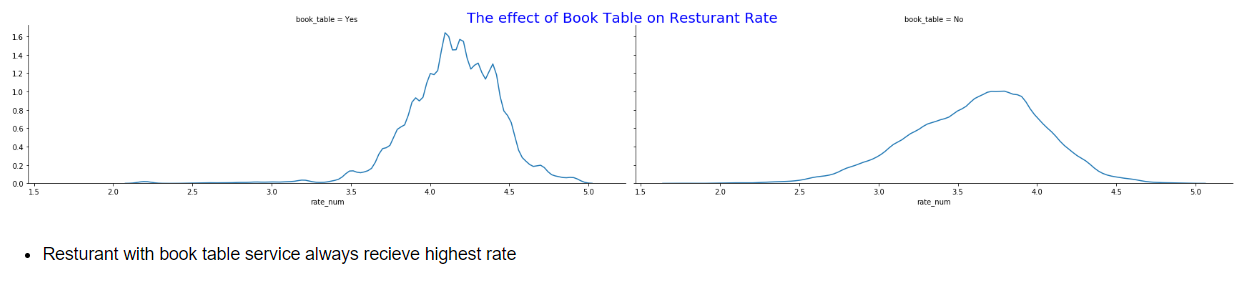 The effect of Book Table on Resturant Rate
book_table = Yes
book_table = No
1.6
1.4
1.2
1.0
0.8
0.6
0.4
0.2
0.0
1.5 2.0 2.5 3.0 3.5 4.0 4.5 5.0
1.5 2.0 2.5 3.0 3.5 4.0 4.5 5.0
rate_num
rate_num
• Resturant with book table service always recieve highest rate